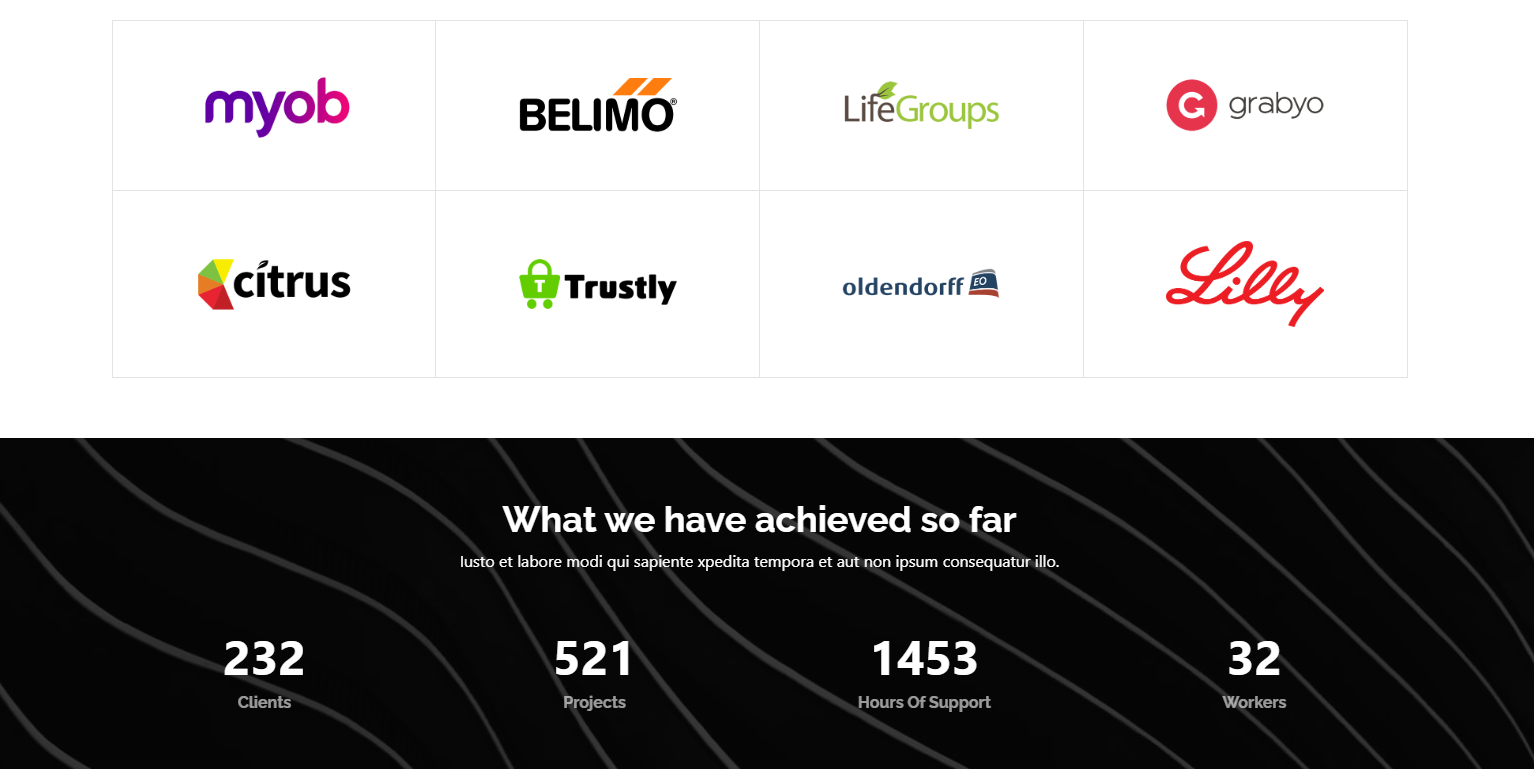 myob
BELIMO®
LifeGroups
G grabyo
citrus
T Trustly
oldendorff EO
Lilly
What we have achieved so far
Iusto et labore modi qui sapiente xpedita tempora et aut non ipsum consequatur illo.
232 521 1453 32
Clients Projects Hours Of Support Workers